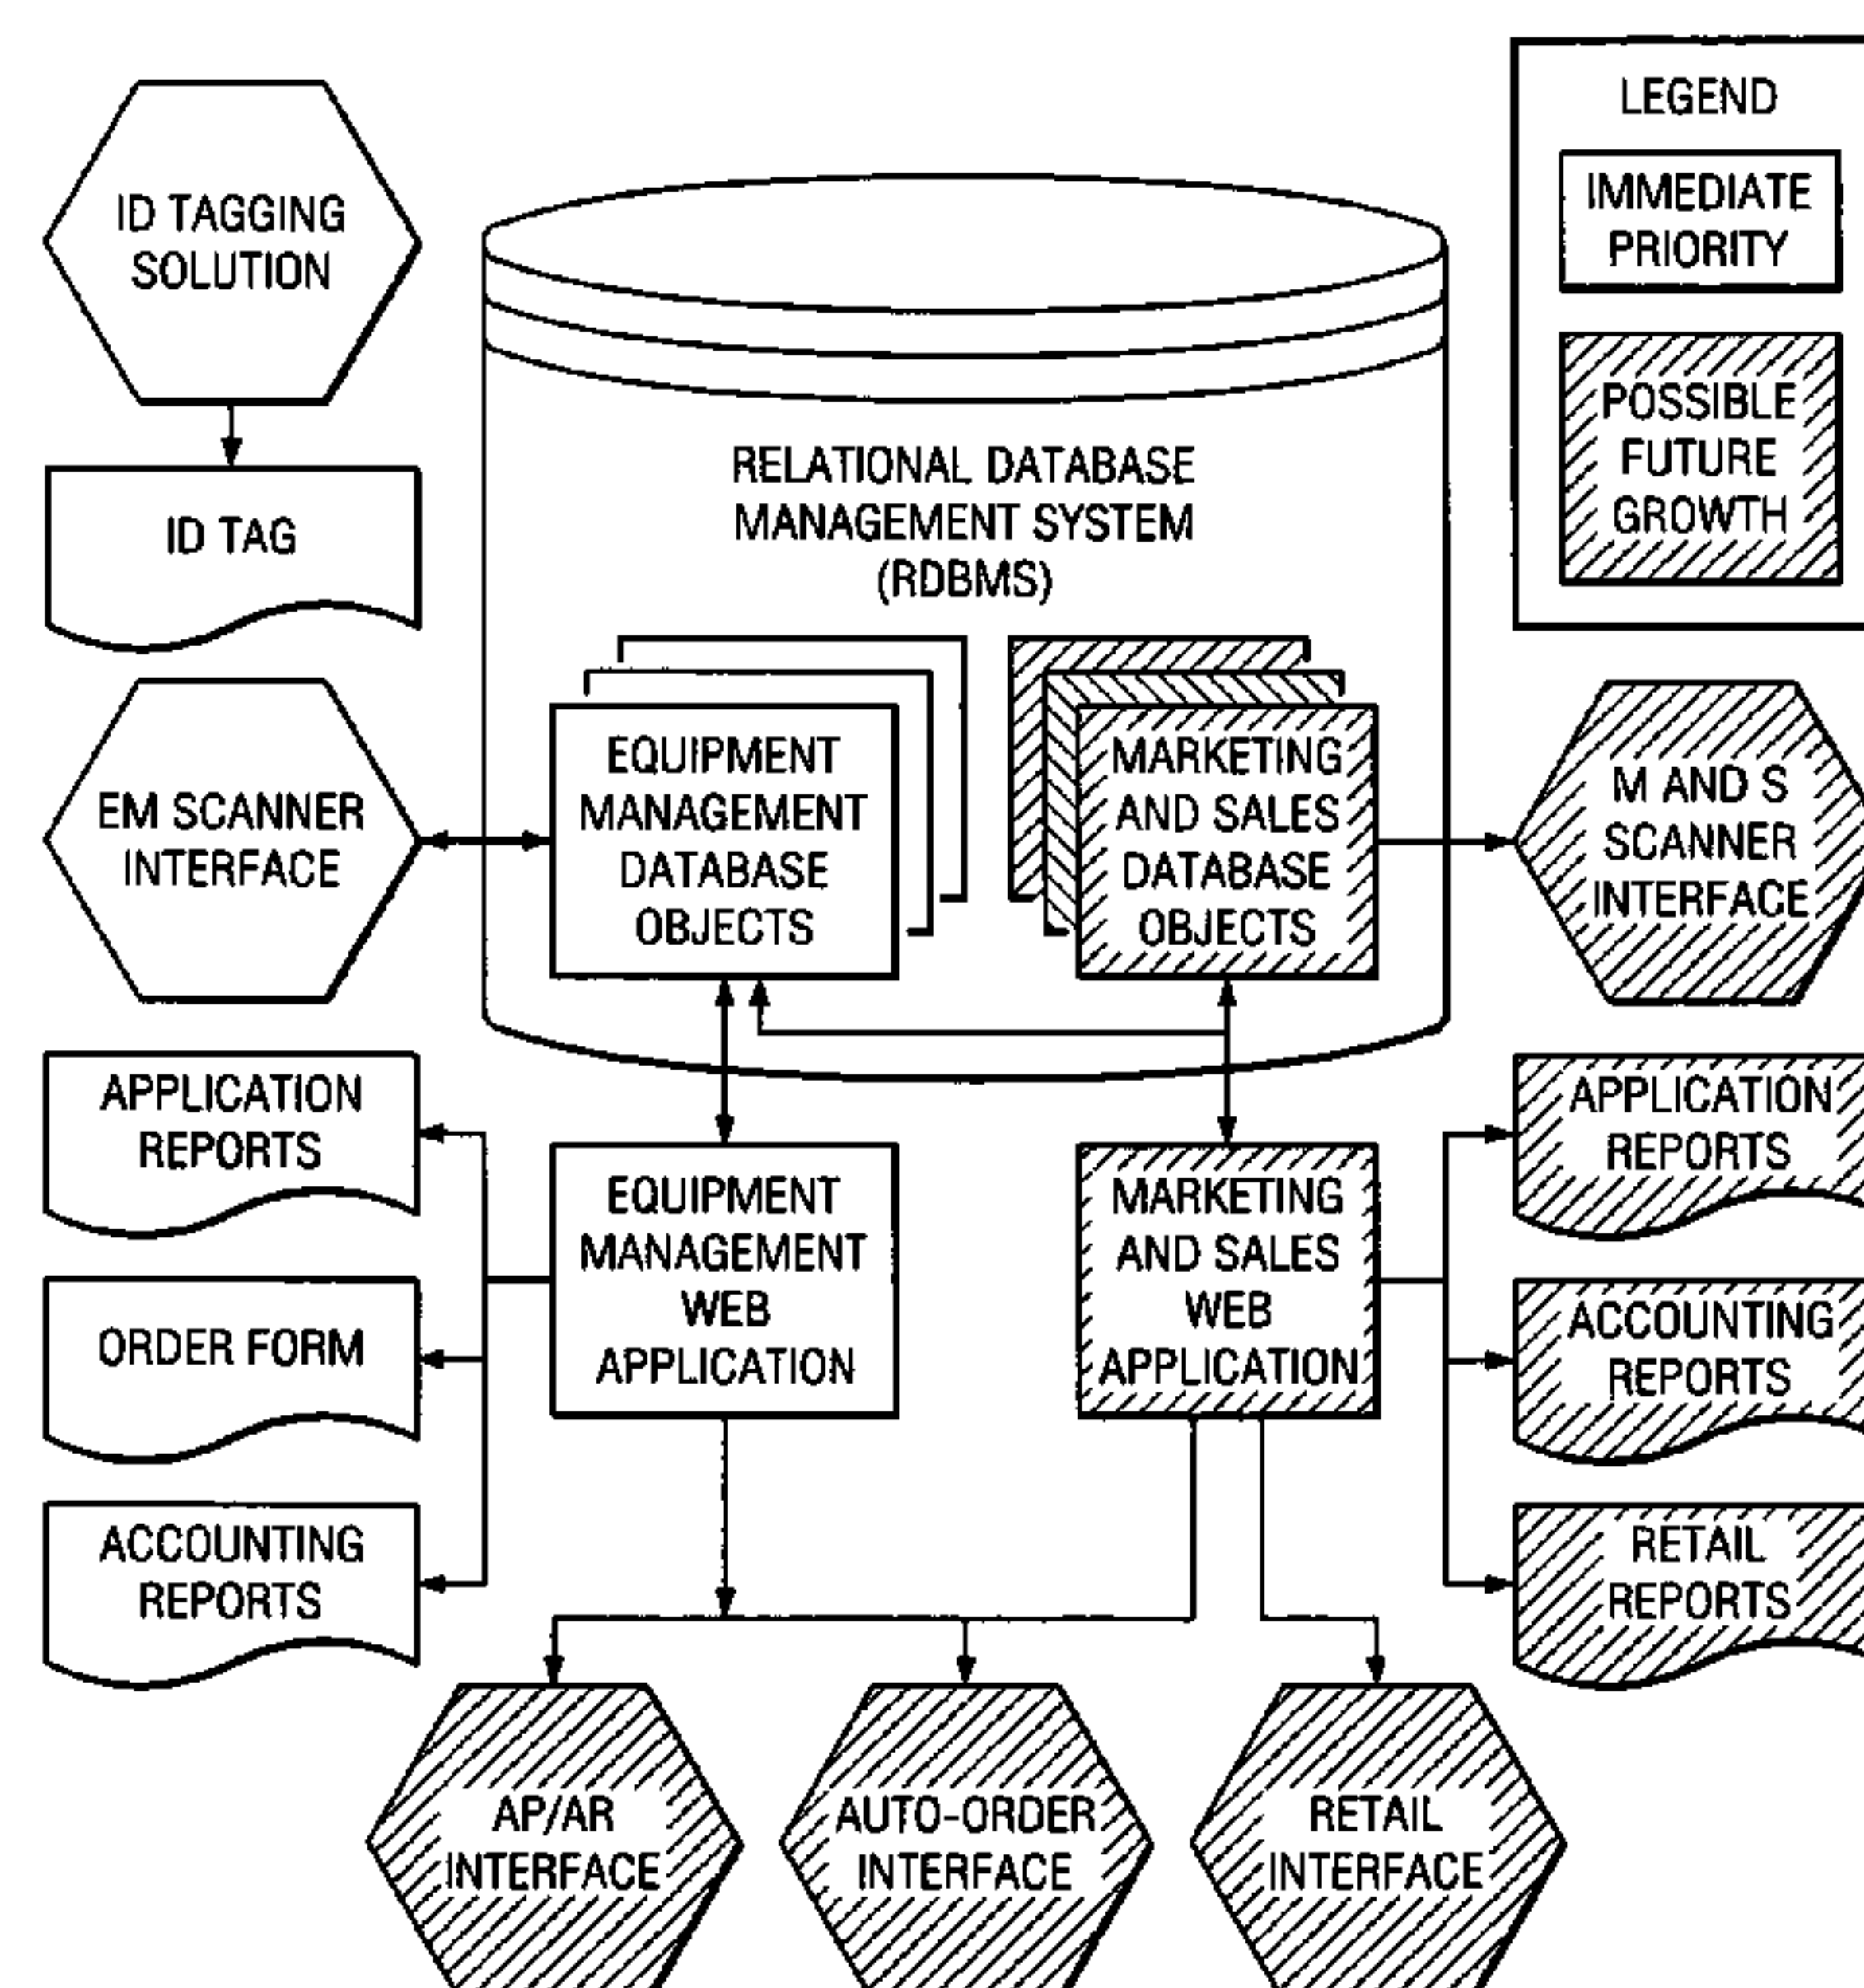 LEGEND
IMMEDIATE
PRIORITY
POSSIBLE
FUTURE
GROWTH
ID TAGGING
SOLUTION
ID TAG
RELATIONAL DATABASE
MANAGEMENT SYSTEM
(RDBMS)
EM SCANNER
INTERFACE
EQUIPMENT
MANAGEMENT
DATABASE
OBJECTS
MARKETING
AND SALES
DATABASE
OBJECTS
M AND S
SCANNER
INTERFACE
APPLICATION
REPORTS
ORDER FORM
ACCOUNTING
REPORTS
EQUIPMENT
MANAGEMENT
WEB
APPLICATION
MARKETING
AND SALES
WEB
APPLICATION
APPLICATION
REPORTS
ACCOUNTING
REPORTS
RETAIL
REPORTS
AP/AR
INTERFACE
AUTO-ORDER
INTERFACE
RETAIL
INTERFACE